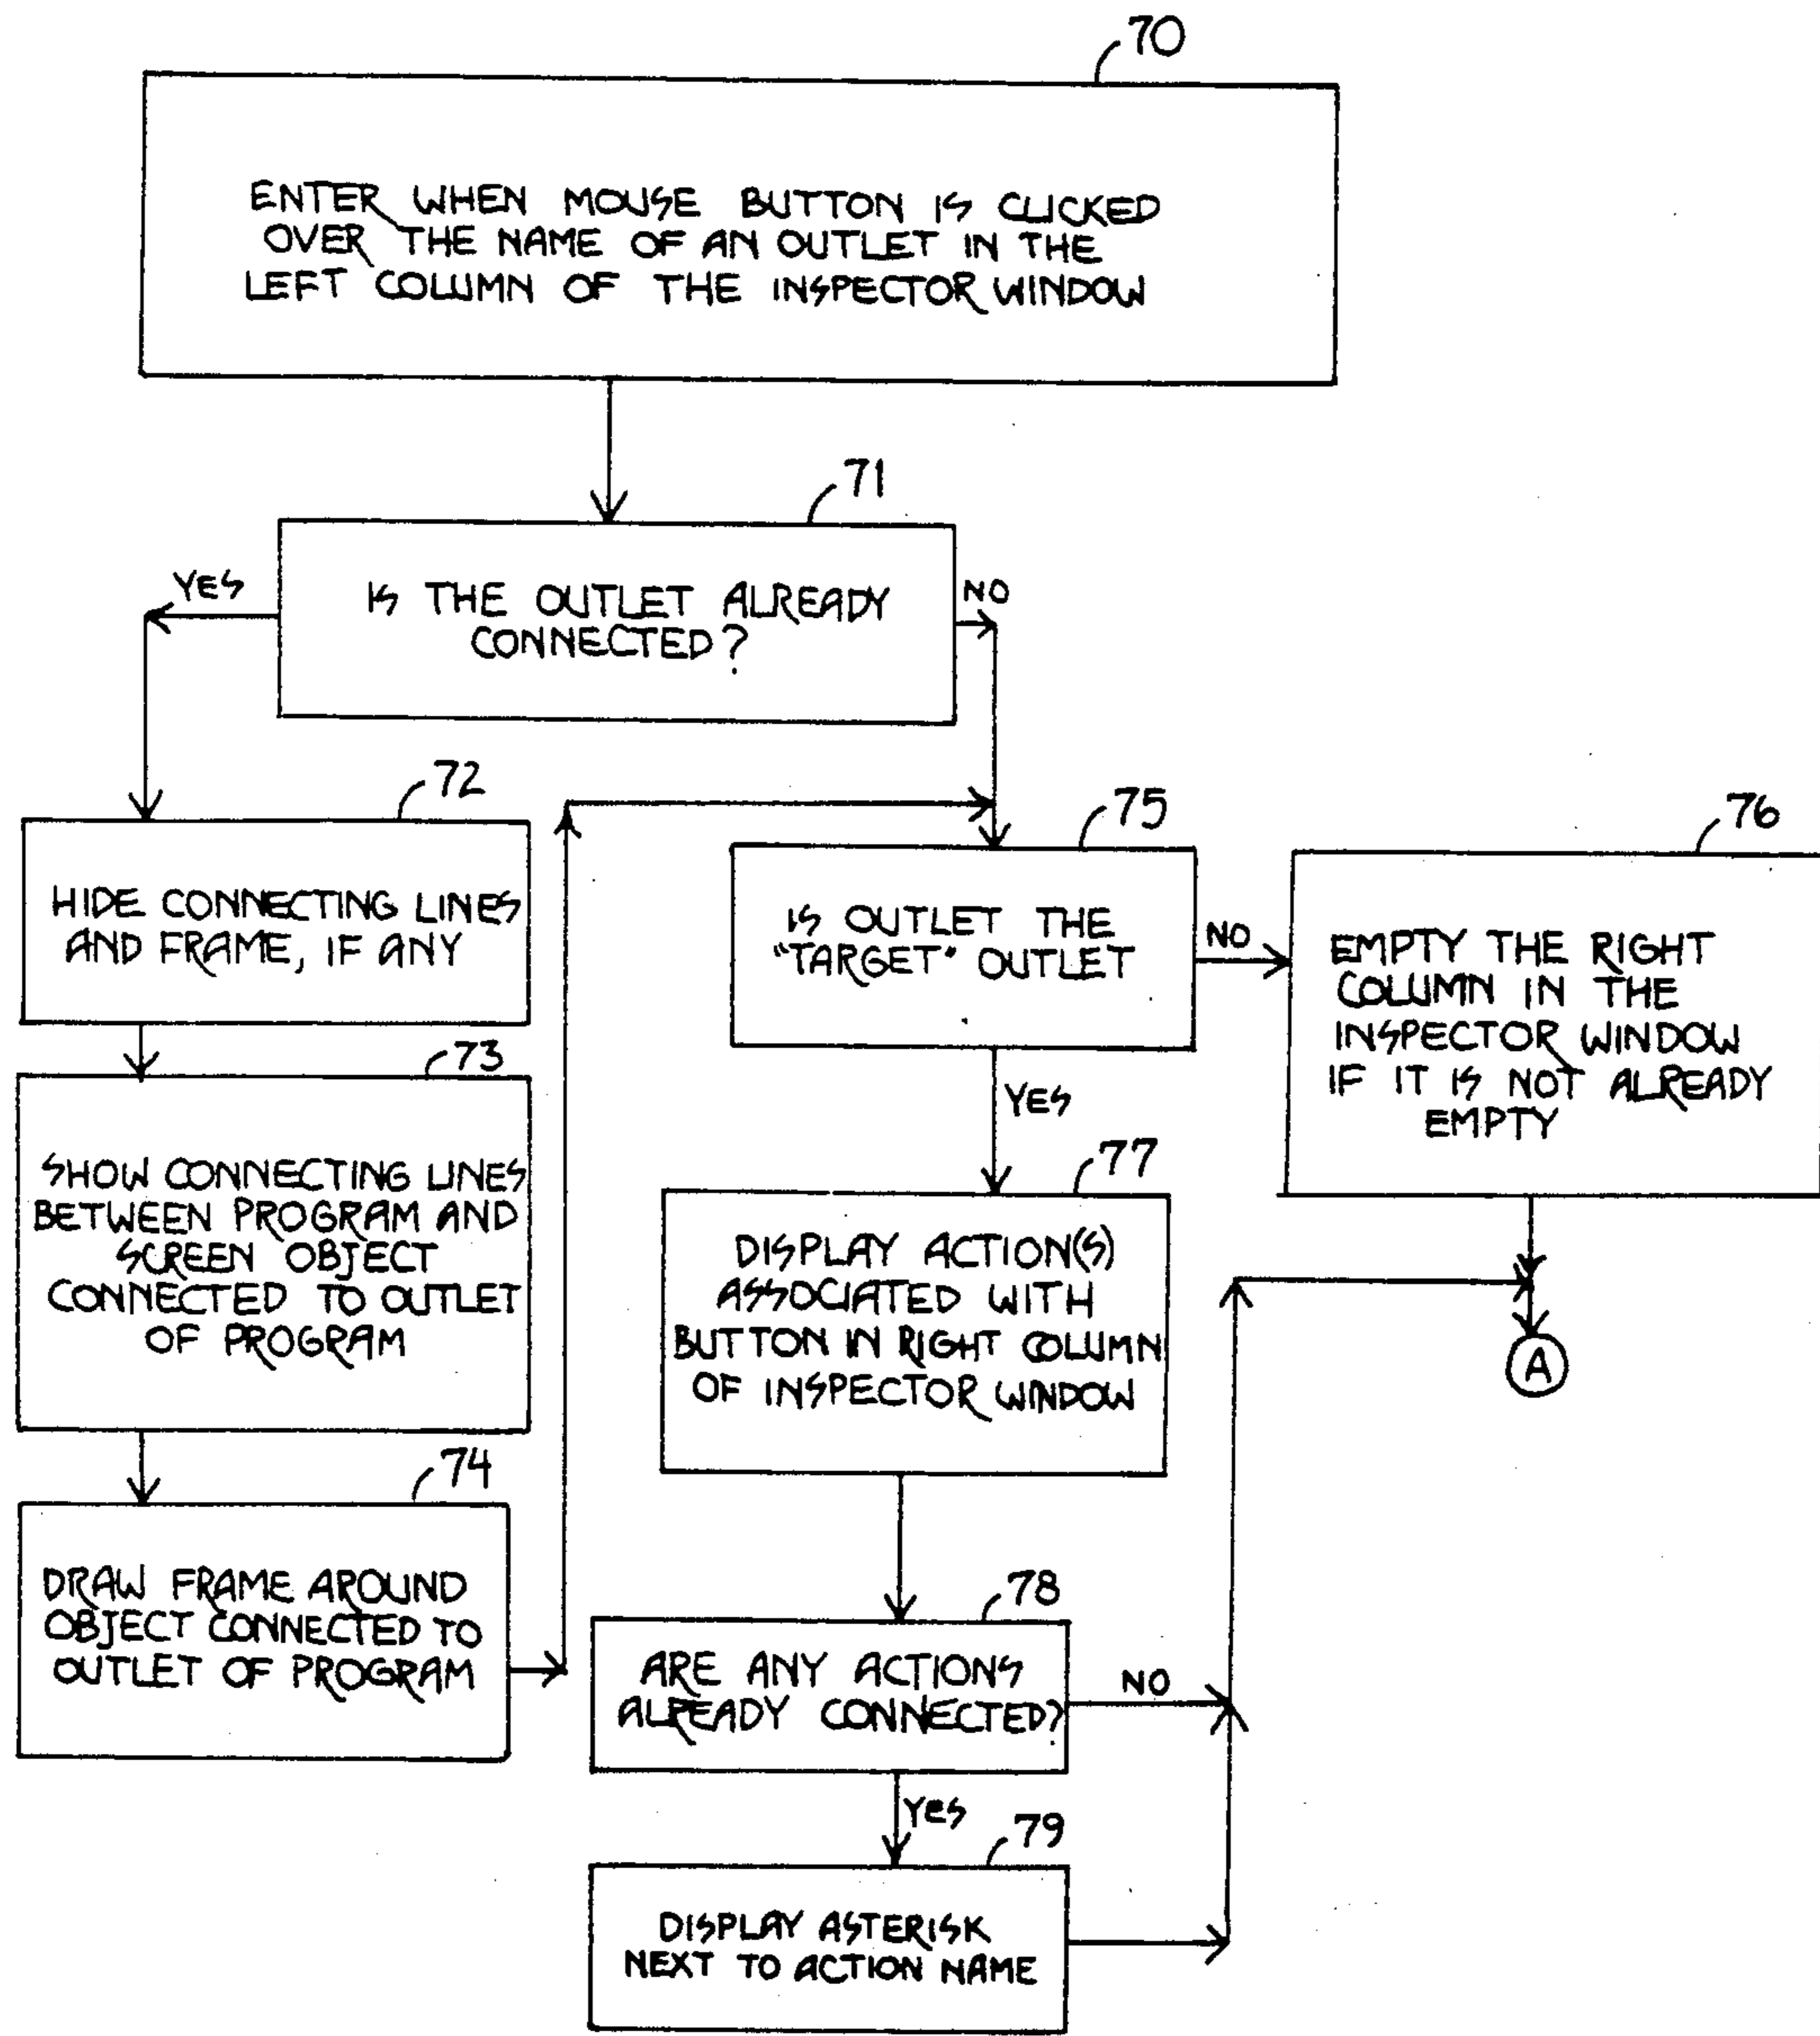 70
ENTER WHEN MOUSE BUTTON IS CLICKED
OVER THE NAME OF AN OUTLET IN THE
LEFT COLUMN OF THE INSPECTOR WINDOW
71
IS THE OUTLET ALREADY
CONNECTED?
YES
NO
72
HIDE CONNECTING LINES
AND FRAME, IF ANY
73
SHOW CONNECTING LINES
BETWEEN PROGRAM AND
SCREEN OBJECT
CONNECTED TO OUTLET
OF PROGRAM
74
DRAW FRAME AROUND
OBJECT CONNECTED TO
OUTLET OF PROGRAM
75
IS OUTLET THE
"TARGET" OUTLET
NO
YES
76
EMPTY THE RIGHT
COLUMN IN THE
INSPECTOR WINDOW
IF IT IS NOT ALREADY
EMPTY
77
DISPLAY ACTION(S)
ASSOCIATED WITH
BUTTON IN RIGHT COLUMN
OF INSPECTOR WINDOW
78
ARE ANY ACTIONS
ALREADY CONNECTED?
NO
YES
79
DISPLAY ASTERISK
NEXT TO ACTION NAME
A